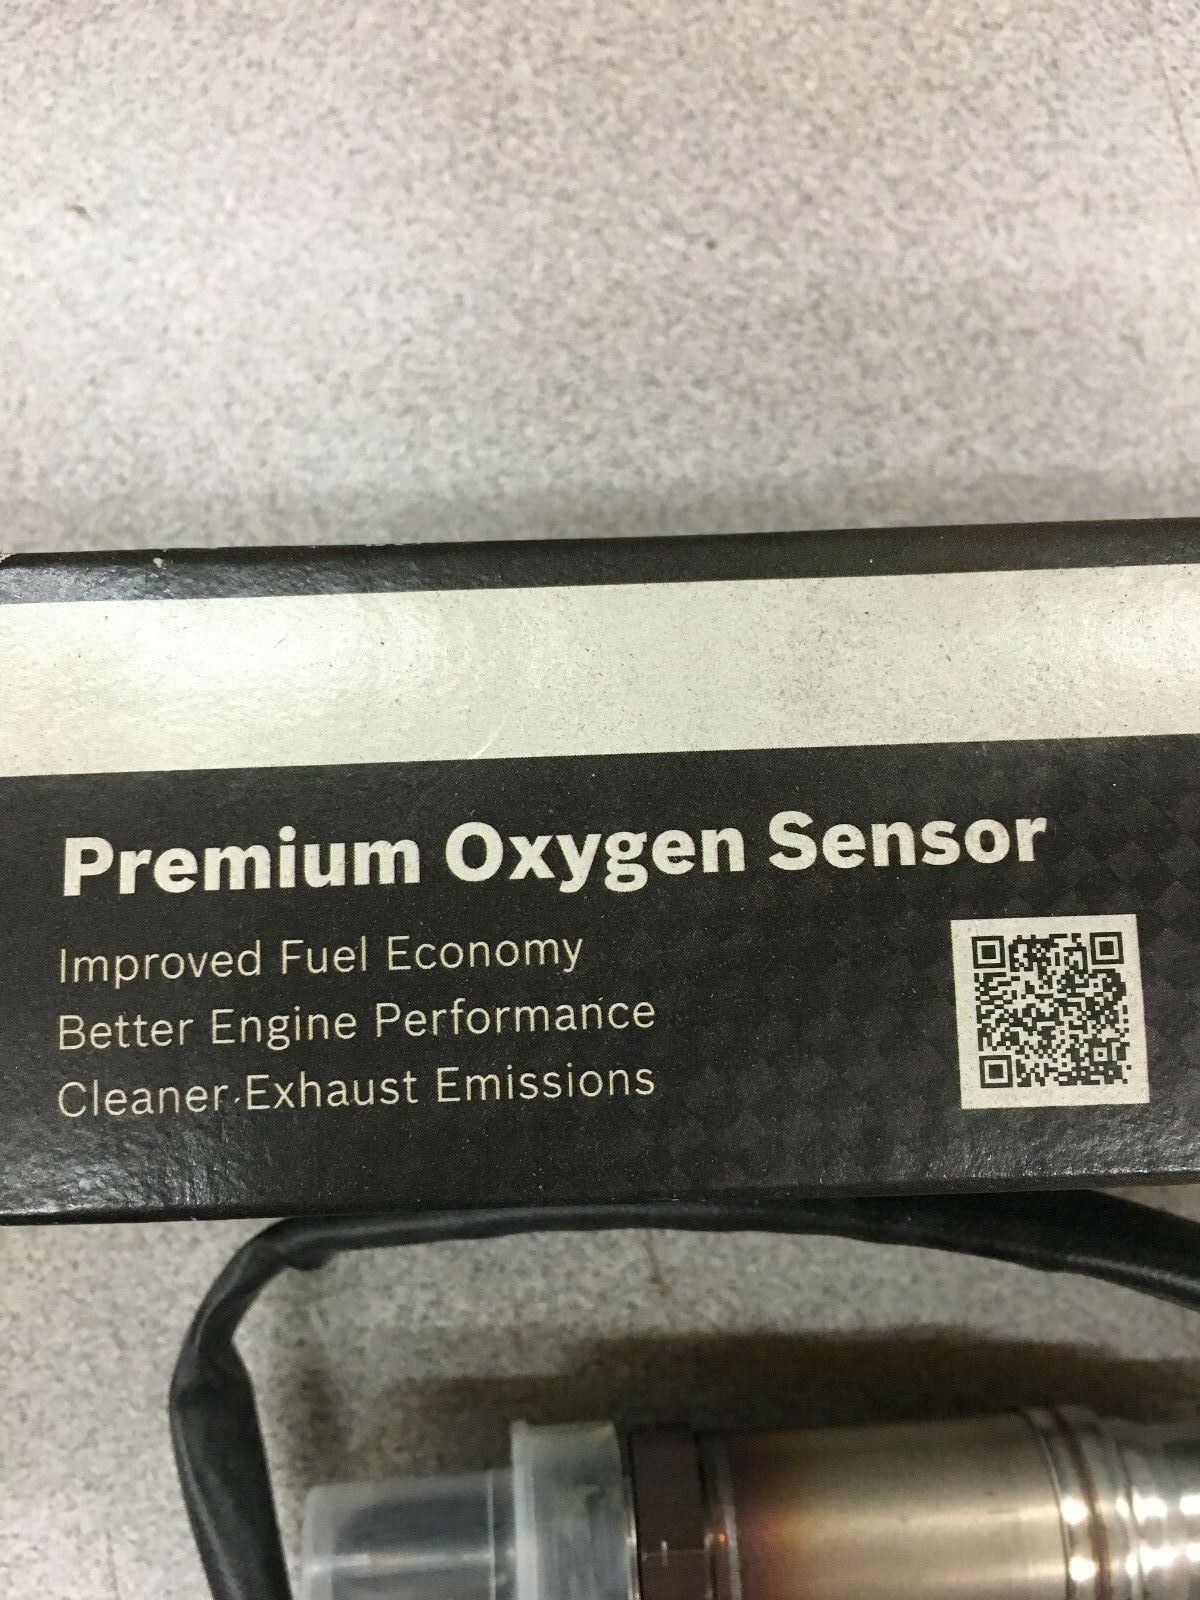 Premium Oxygen Sensor
Improved Fuel Economy
Better Engine Performance
Cleaner Exhaust Emissions